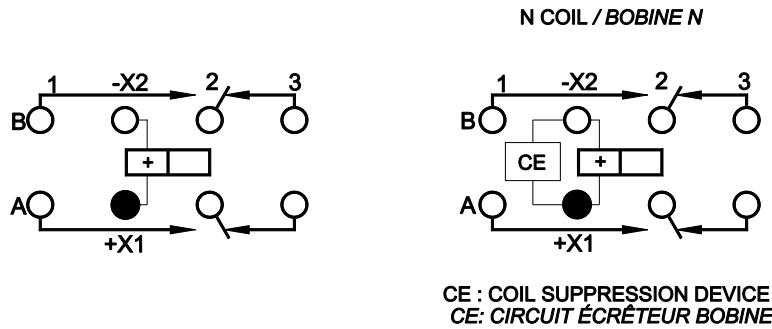 N COIL / BOBINE N
1 -X2 2 3
B
+
A
+X1
1 -X2 2 3
B
CE +
A
+X1
CE : COIL SUPPRESSION DEVICE
CE: CIRCUIT ÉCRÊTEUR BOBINE